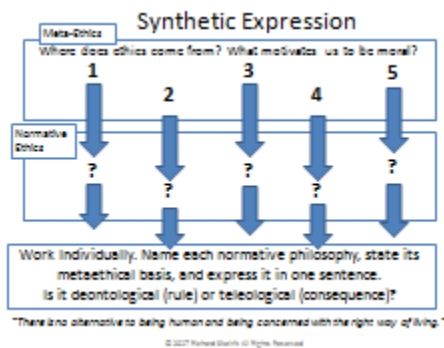 Synthetic Expression
Meta-Ethics
Where does ethics come from? What motivates us to be moral?
1 3 5
2 4
Normative
Ethics
? ? ?
? ?
Work Individually. Name each normative philosophy, state its
metaethical basis, and express it in one sentence.
Is it deontological (rule) or teleological (consequence)?
"There is no alternative to being human and being concerned with the right way of living."
© 2017 Richard All Rights Reserved